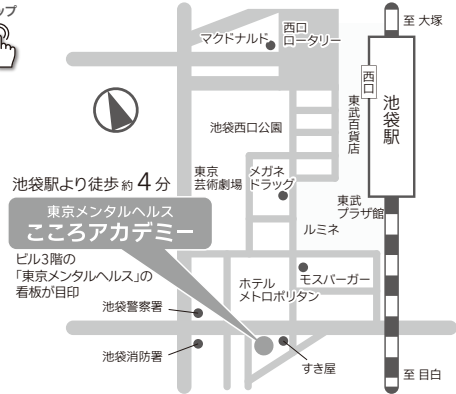 ップ
マクドナルド
西口
ロータリー
至 大塚
西口
池袋駅
東武百貨店
池袋西口公園
東京
芸術劇場
メガネ
ドラッグ
池袋駅より徒歩 約 4 分
東武
プラザ館
東京メンタルヘルス
こころアカデミー
ルミネ
ビル3階の
「東京メンタルヘルス」の
看板が目印
ホテル
メトロポリタン
モスバーガー
池袋警察署
池袋消防署
すき屋
至 目白